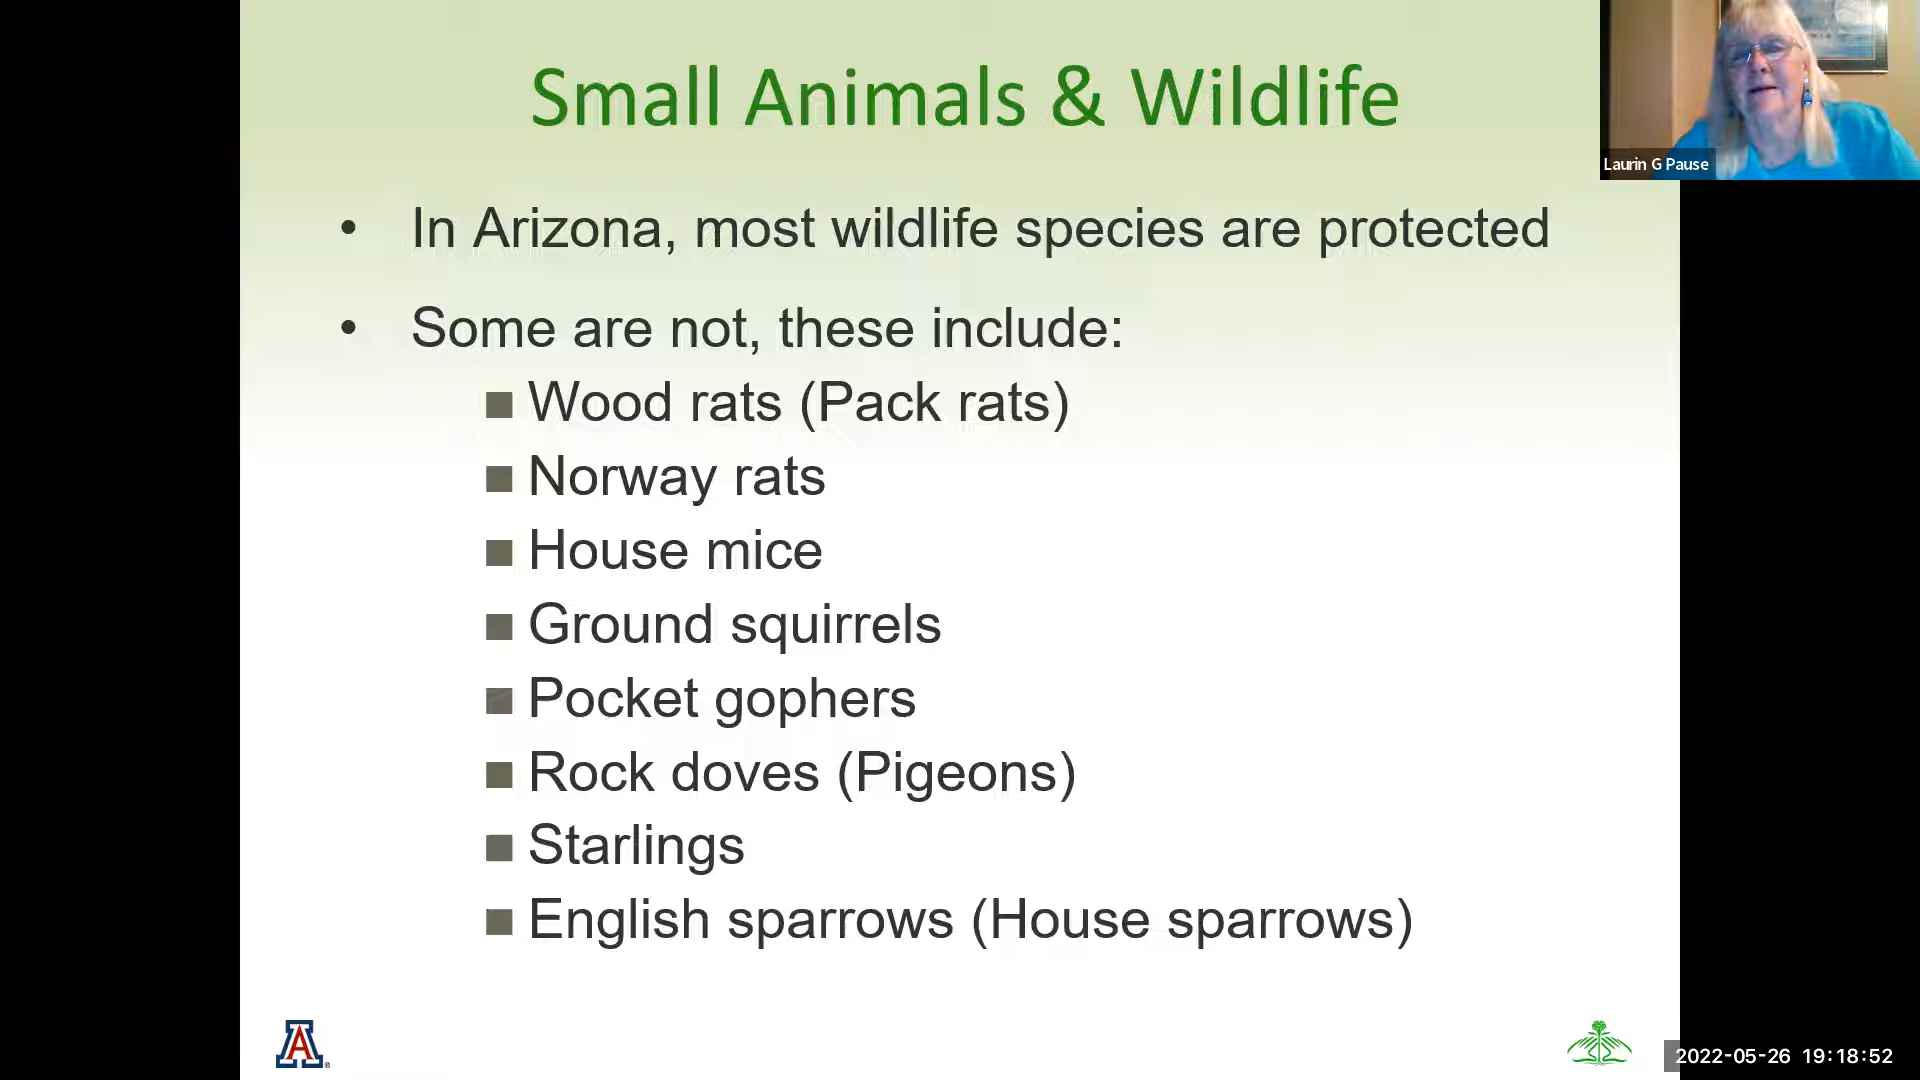 Small Animals & Wildlife
Laurin G Pause
• In Arizona, most wildlife species are protected
• Some are not, these include:
■ Wood rats (Pack rats)
■ Norway rats
■ House mice
■ Ground squirrels
■ Pocket gophers
■ Rock doves (Pigeons)
■ Starlings
■ English sparrows (House sparrows)
A
2022-05-26 19:18:52